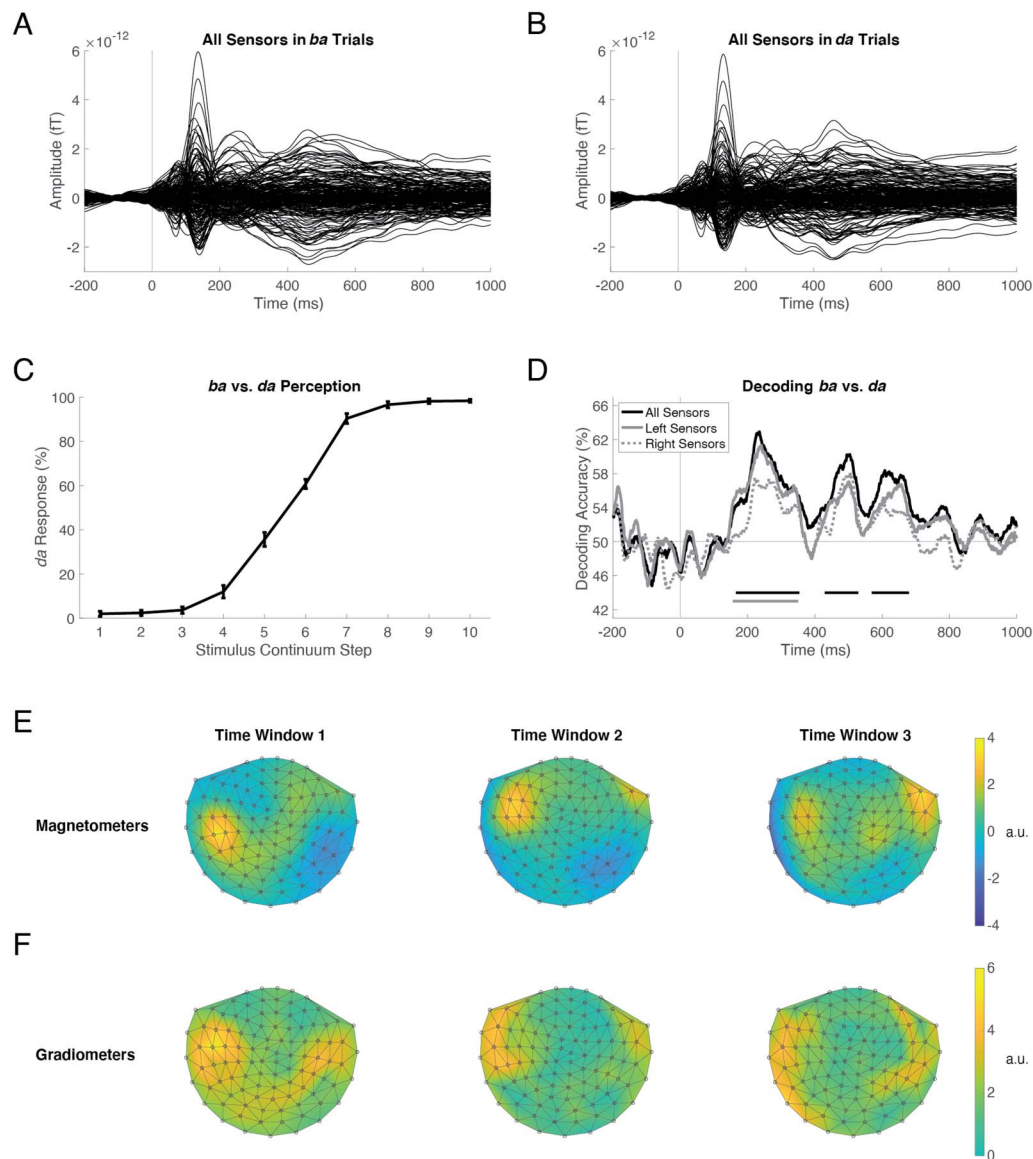 A
All Sensors in ba Trials
×10-12
6
4
2
0
-2
Amplitude (fT)
-200 0 200 400 600 800 1000
Time (ms)
B
All Sensors in da Trials
×10-12
6
4
2
0
-2
Amplitude (fT)
-200 0 200 400 600 800 1000
Time (ms)
C
ba vs. da Perception
100
80
60
40
20
0
da Response (%)
1 2 3 4 5 6 7 8 9 10
Stimulus Continuum Step
D
Decoding ba vs. da
66
62
58
54
50
46
42
Decoding Accuracy (%)
All Sensors
Left Sensors
Right Sensors
-200 0 200 400 600 800 1000
Time (ms)
E
Time Window 1 Time Window 2 Time Window 3
Magnetometers
4
2
0
-2
-4
a.u.
F
Gradiometers
6
4
2
0
a.u.